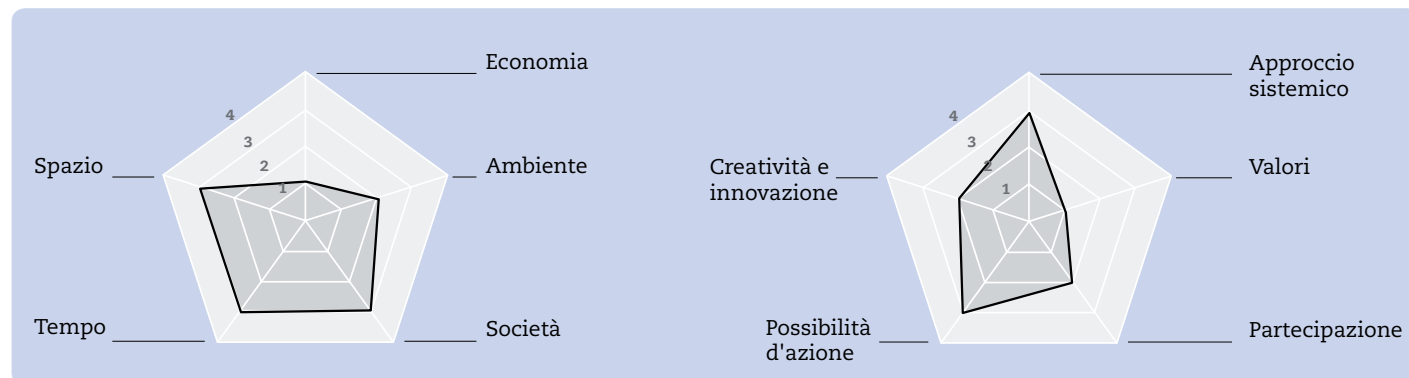 Economia
4
3
Spazio
2
Ambiente
1
Tempo
Società
Approccio
sistemico
4
3
Creatività e
innovazione
2
Valori
1
Possibilità
d'azione
Partecipazione